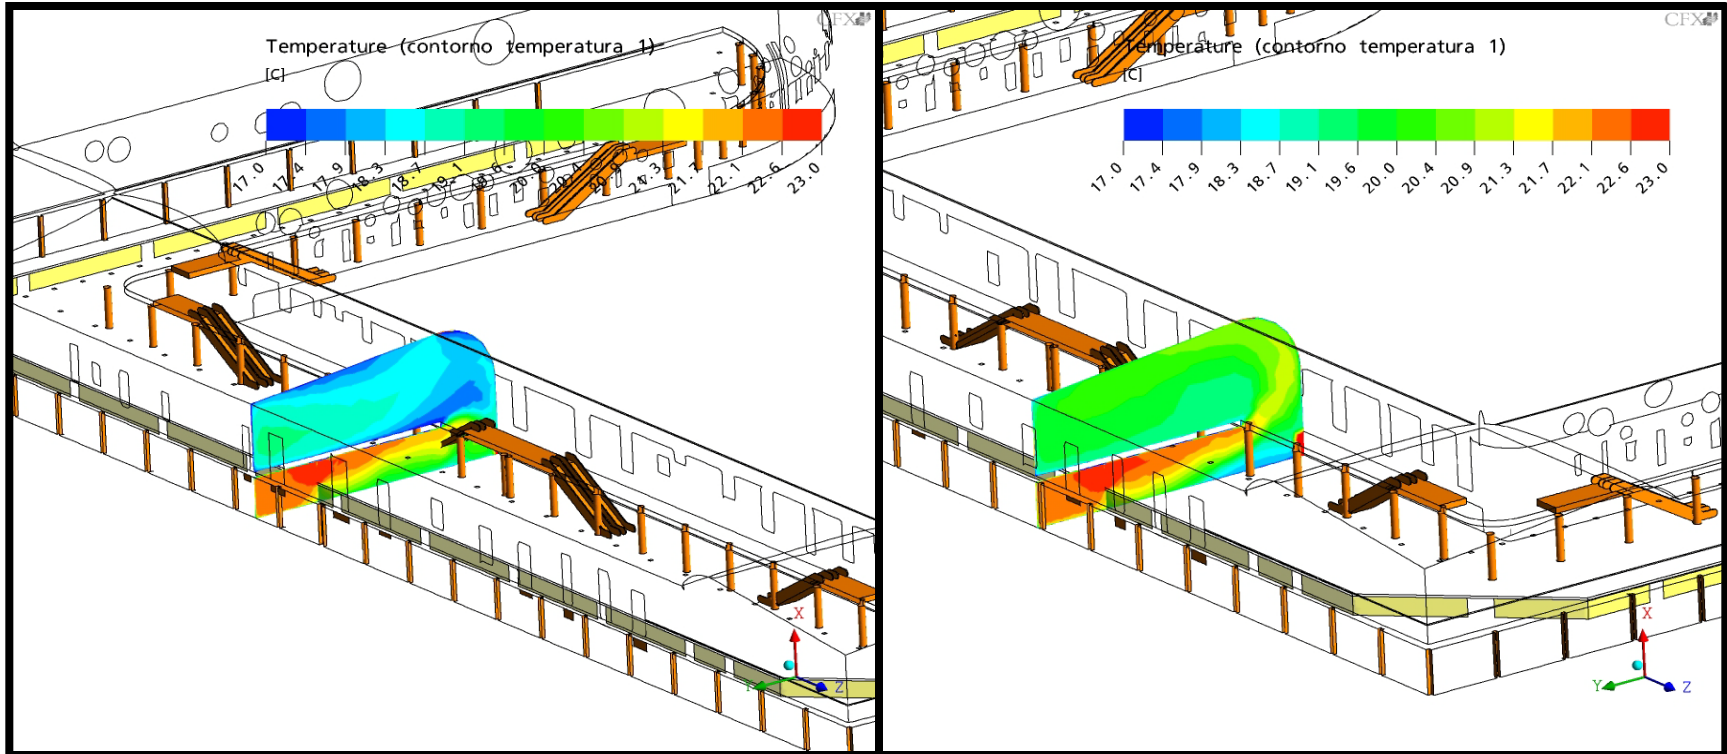 CFX
Temperature (contorno temperatura 1)
[C]
17.0 17.4 17.9 18.3 18.7 19.1 19.6 20.0 20.4 20.9 21.3 21.7 22.1 22.6 23.0
X
Y
Z
CFX
Temperature (contorno temperatura 1)
[C]
17.0 17.4 17.9 18.3 18.7 19.1 19.6 20.0 20.4 20.9 21.3 21.7 22.1 22.6 23.0
X
Y
Z